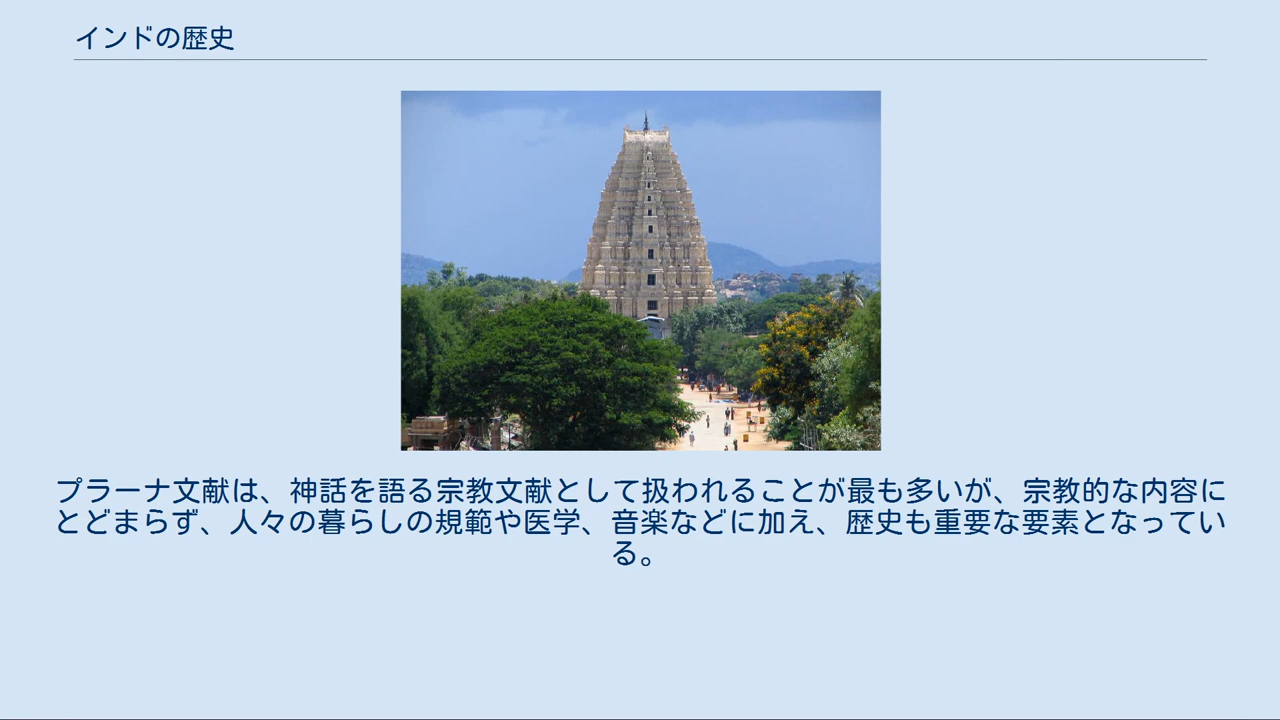 インドの歴史
プラーナ文献は、神話を語る宗教文献として扱われることが最も多いが、宗教的な内容に
とどまらず、人々の暮らしの規範や医学、音楽などに加え、歴史も重要な要素となってい
る。